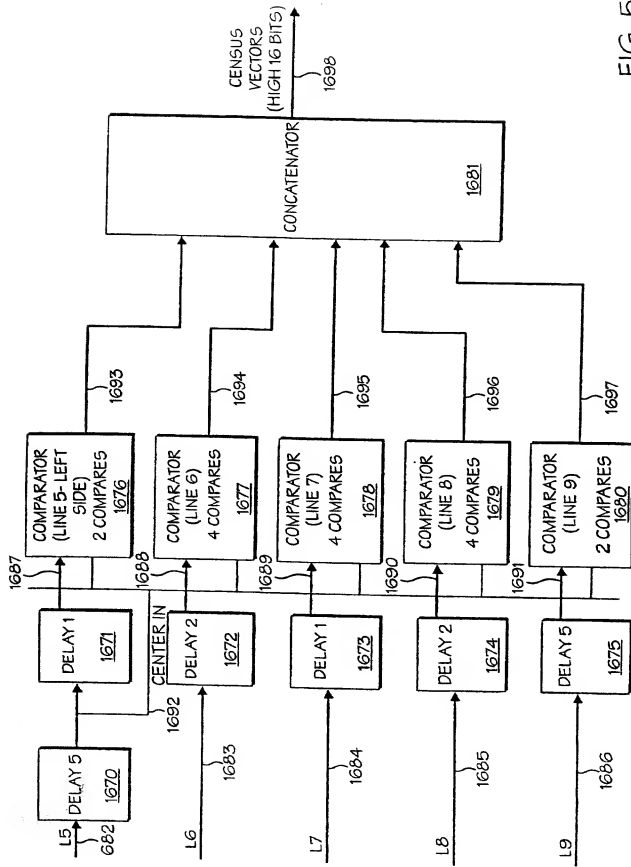 L5
682
DELAY 5
1670
DELAY 1
1671
1687
COMPARATOR
(LINE 5-LEFT
SIDE)
2 COMPARES
1676
1693
CENTER IN
1692
L6
1683
DELAY 2
1672
1688
COMPARATOR
(LINE 6)
4 COMPARES
1677
1694
L7
1684
DELAY 1
1673
1689
COMPARATOR
(LINE 7)
4 COMPARES
1678
1695
L8
1685
DELAY 2
1674
1690
COMPARATOR
(LINE 8)
4 COMPARES
1679
1696
L9
1686
DELAY 5
1675
1691
COMPARATOR
(LINE 9)
2 COMPARES
1680
1697
CONCATENATOR
1681
CENSUS
VECTORS
(HIGH 16 BITS)
1698
FIG. 5